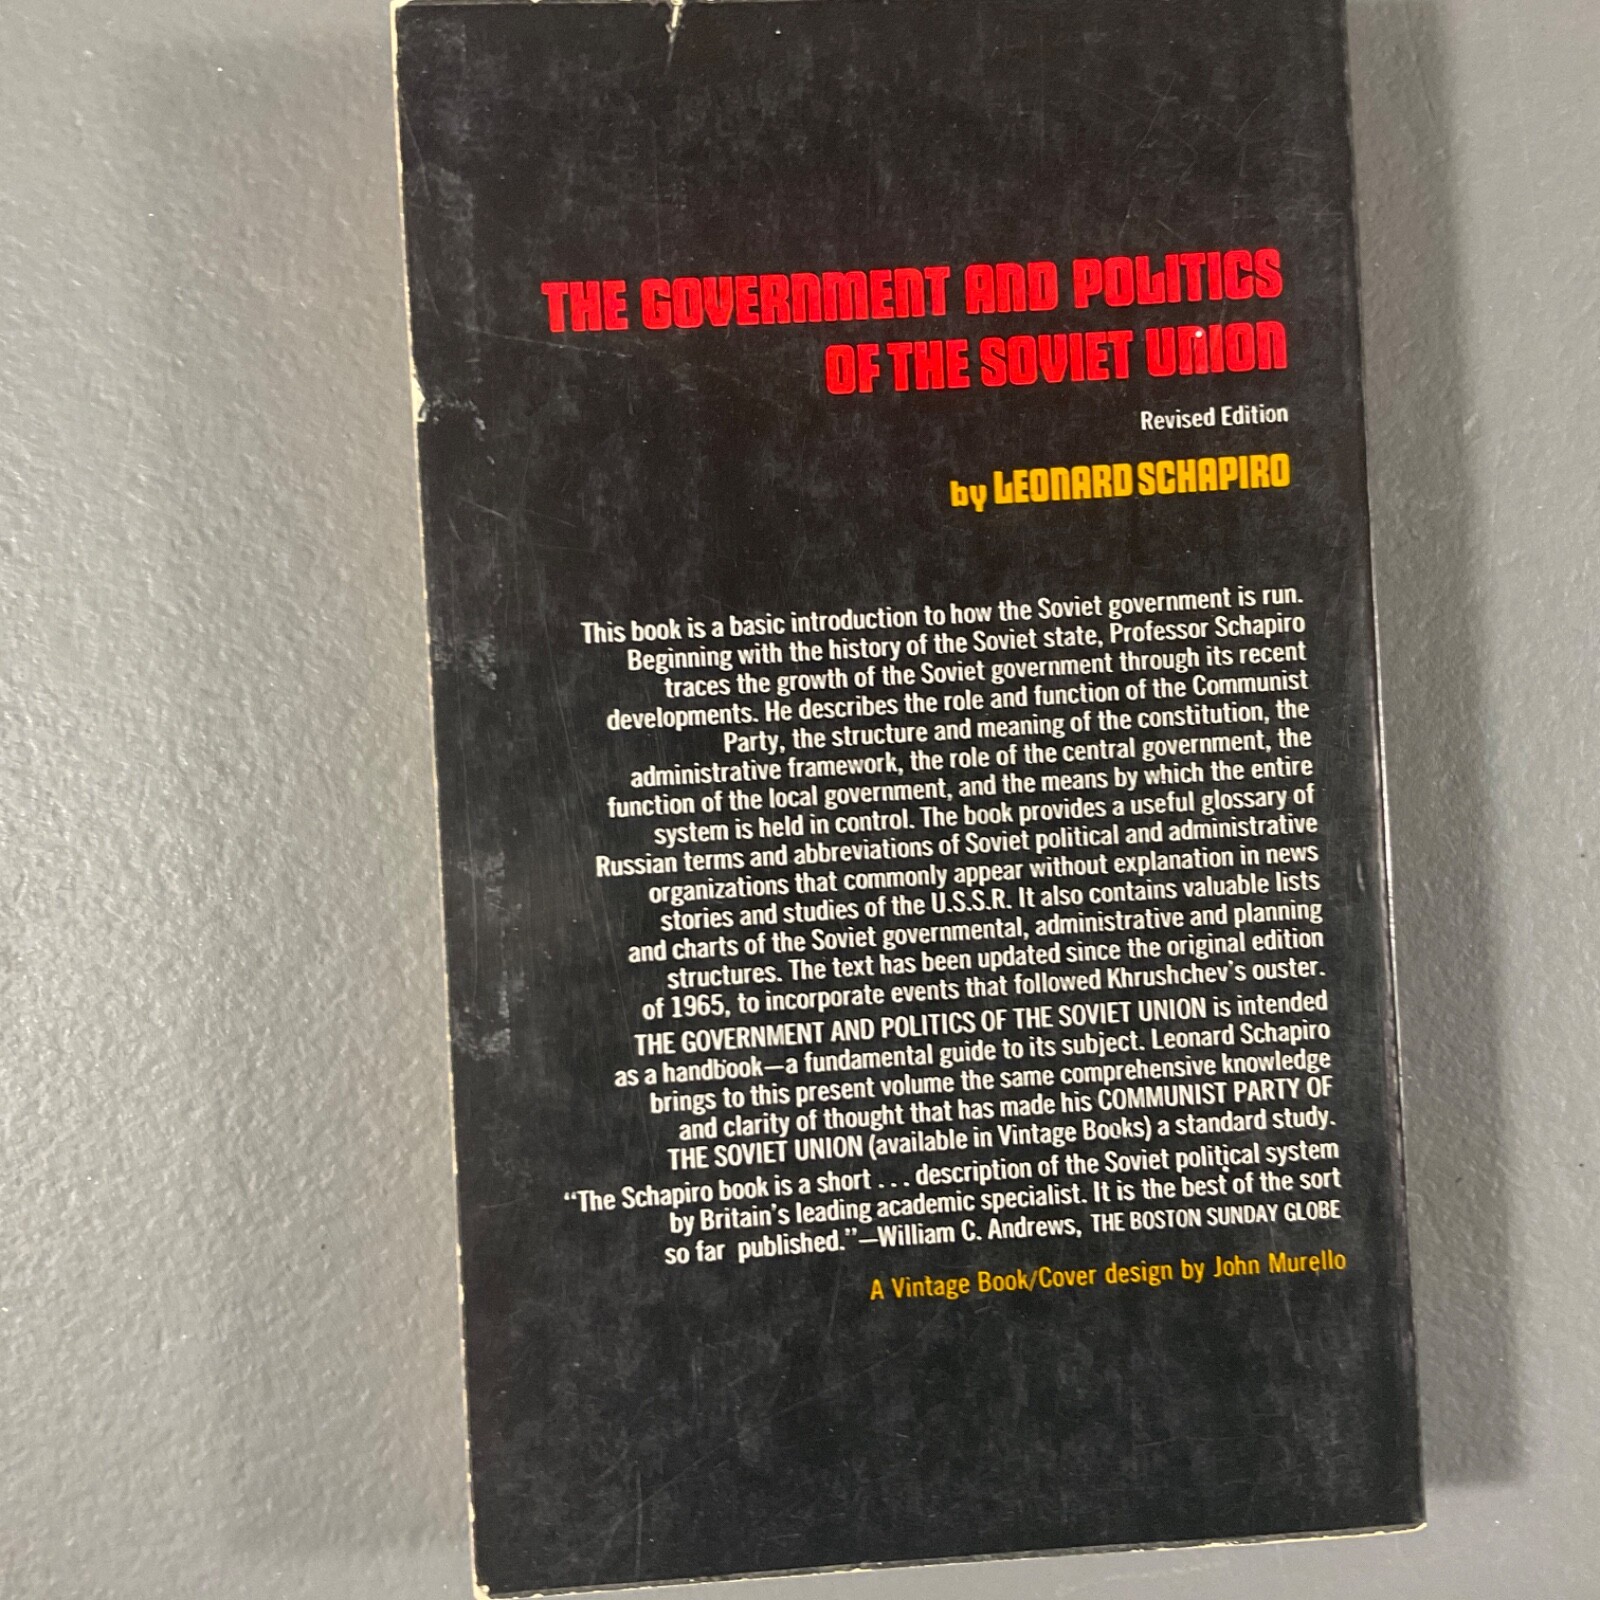 THE GOVERNMENT AND POLITICS
OF THE SOVIET UNION
Revised Edition
by LEONARD SCHAPIRO
This book is a basic introduction to how the Soviet government is run.
Beginning with the history of the Soviet state, Professor Schapiro
traces the growth of the Soviet government through its recent
developments. He describes the role and function of the Communist
Party, the structure and meaning of the constitution, the
administrative framework, the role of the central government, the
function of the local government, and the means by which the entire
system is held in control. The book provides a useful glossary of
Russian terms and abbreviations of Soviet political and administrative
organizations that commonly appear without explanation in news
stories and studies of the U.S.S.R. It also contains valuable lists
and charts of the Soviet governmental, administrative and planning
structures. The text has been updated since the original edition
of 1965, to incorporate events that followed Khrushchev's ouster.
THE GOVERNMENT AND POLITICS OF THE SOVIET UNION is intended
as a handbook—a fundamental guide to its subject. Leonard Schapiro
brings to this present volume the same comprehensive knowledge
and clarity of thought that has made his COMMUNIST PARTY OF
THE SOVIET UNION (available in Vintage Books) a standard study.
“The Schapiro book is a short . . . description of the Soviet political system
by Britain's leading academic specialist. It is the best of the sort
so far published.”—William C. Andrews, THE BOSTON SUNDAY GLOBE
A Vintage Book/Cover design by John Murello